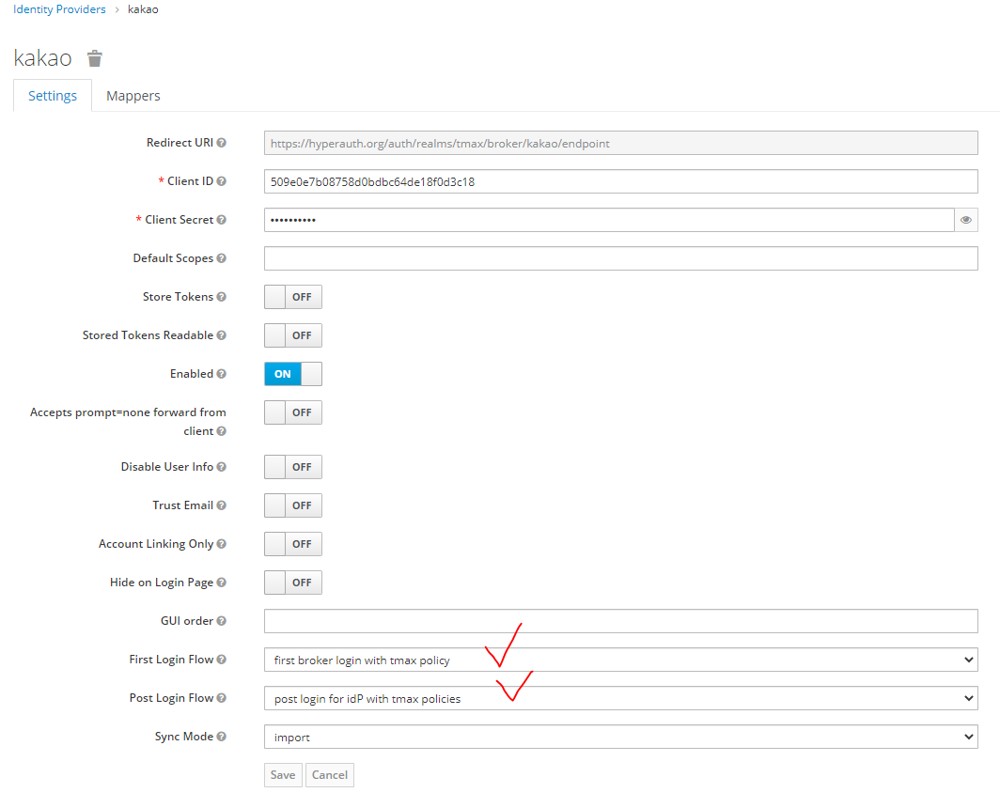 Identity Providers › kakao
kakao
Settings Mappers
Redirect URI https://hyperauth.org/auth/realms/tmax/broker/kakao/endpoint
* Client ID 509e0e7b08758d0bdbc64de18f0d3c18
* Client Secret ••••••••••
Default Scopes
Store Tokens OFF
Stored Tokens Readable OFF
Enabled ON
Accepts prompt=none forward from OFF
client
Disable User Info OFF
Trust Email OFF
Account Linking Only OFF
Hide on Login Page OFF
GUI order
First Login Flow first broker login with tmax policy
Post Login Flow post login for idP with tmax policies
Sync Mode import
Save Cancel